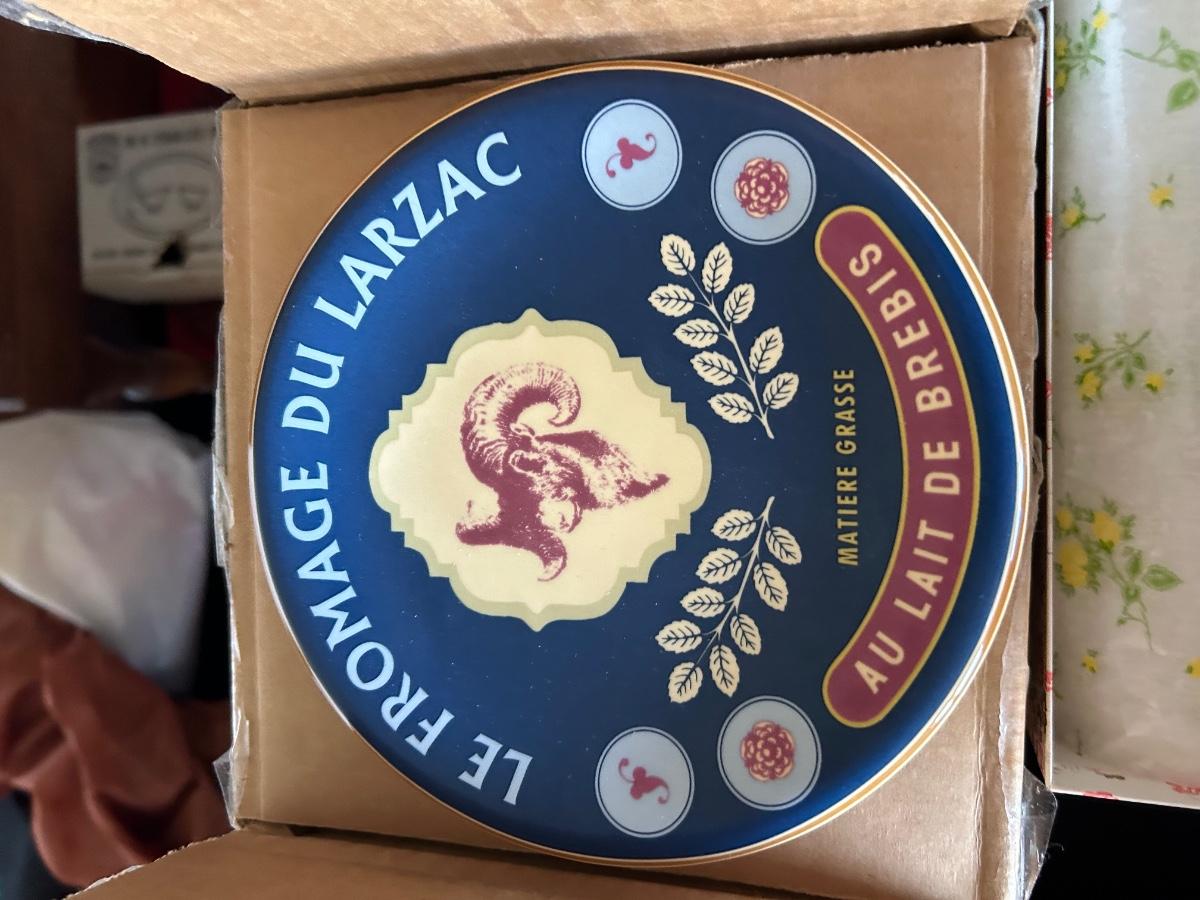 LE FROMAGE DU LARZAC
MATIERE GRASSE
AU LAIT DE BREBIS